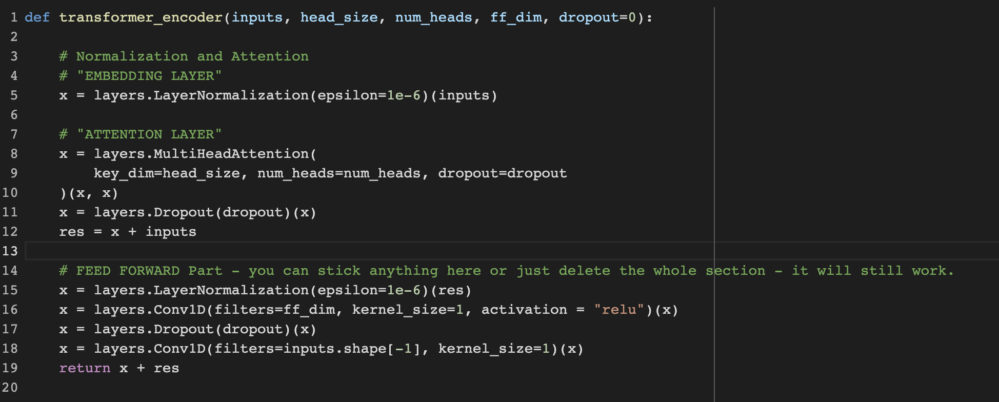 1 def transformer_encoder(inputs, head_size, num_heads, ff_dim, dropout=0):
2
3     # Normalization and Attention
4     # "EMBEDDING LAYER"
5     x = layers.LayerNormalization(epsilon=1e-6)(inputs)
6
7     # "ATTENTION LAYER"
8     x = layers.MultiHeadAttention(
9         key_dim=head_size, num_heads=num_heads, dropout=dropout
10     )(x, x)
11     x = layers.Dropout(dropout)(x)
12     res = x + inputs
13
14     # FEED FORWARD Part - you can stick anything here or just delete the whole section - it will still work.
15     x = layers.LayerNormalization(epsilon=1e-6)(res)
16     x = layers.Conv1D(filters=ff_dim, kernel_size=1, activation = "relu")(x)
17     x = layers.Dropout(dropout)(x)
18     x = layers.Conv1D(filters=inputs.shape[-1], kernel_size=1)(x)
19     return x + res
20